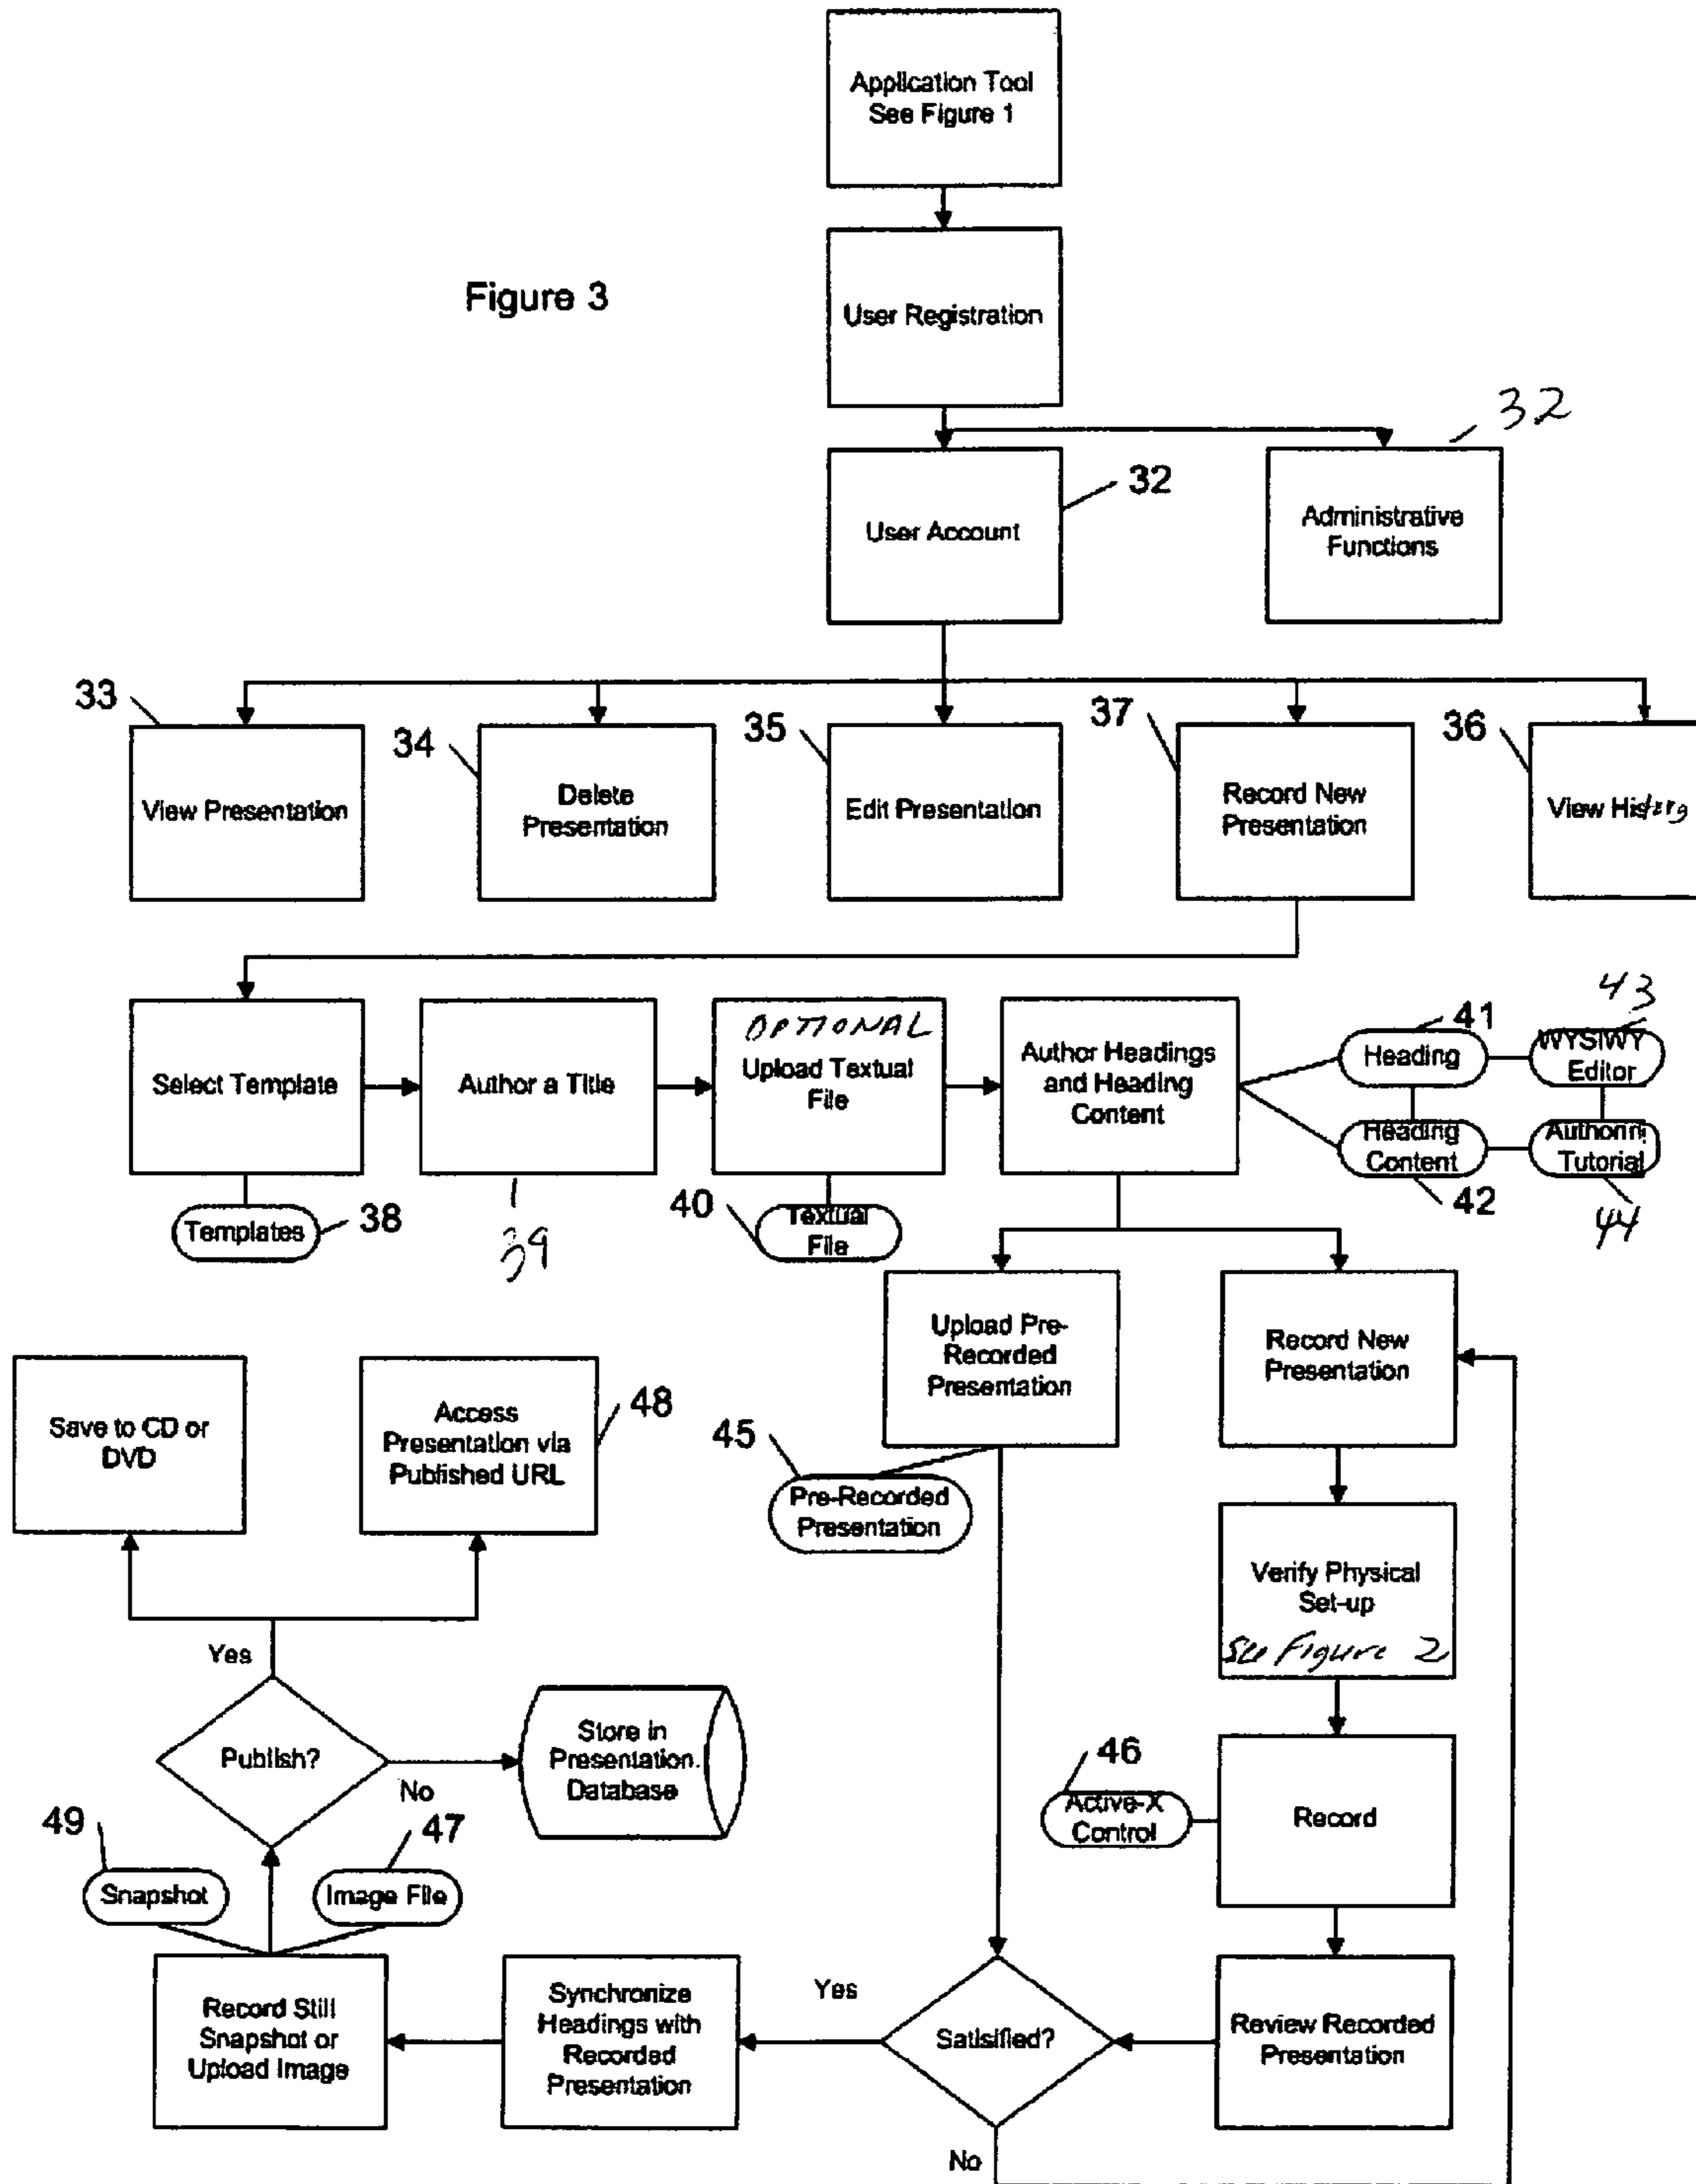 Application Tool
See Figure 1
Figure 3
User Registration
32
User Account
32
Administrative
Functions
33
View Presentation
34
Delete
Presentation
35
Edit Presentation
37
Record New
Presentation
36
View History
Select Template
Templates
38
Author a Title
39
OPTIONAL
Upload Textual
File
40
Textual
File
Author Headings
and Heading
Content
41
Heading
43
WYSIWY
Editor
Heading
Content
42
Authorin
Tutorial
44
Upload Pre-
Recorded
Presentation
45
Pre-Recorded
Presentation
Record New
Presentation
Save to CD or
DVD
Access
Presentation via
Published URL
48
Verify Physical
Set-up
See Figure 2
Yes
Publish?
No
Store in
Presentation.
Database
46
Active-X
Control
Record
49
Snapshot
47
Image File
Record Still
Snapshot or
Upload Image
Synchronize
Headings with
Recorded
Presentation
Yes
Satisified?
No
Review Recorded
Presentation